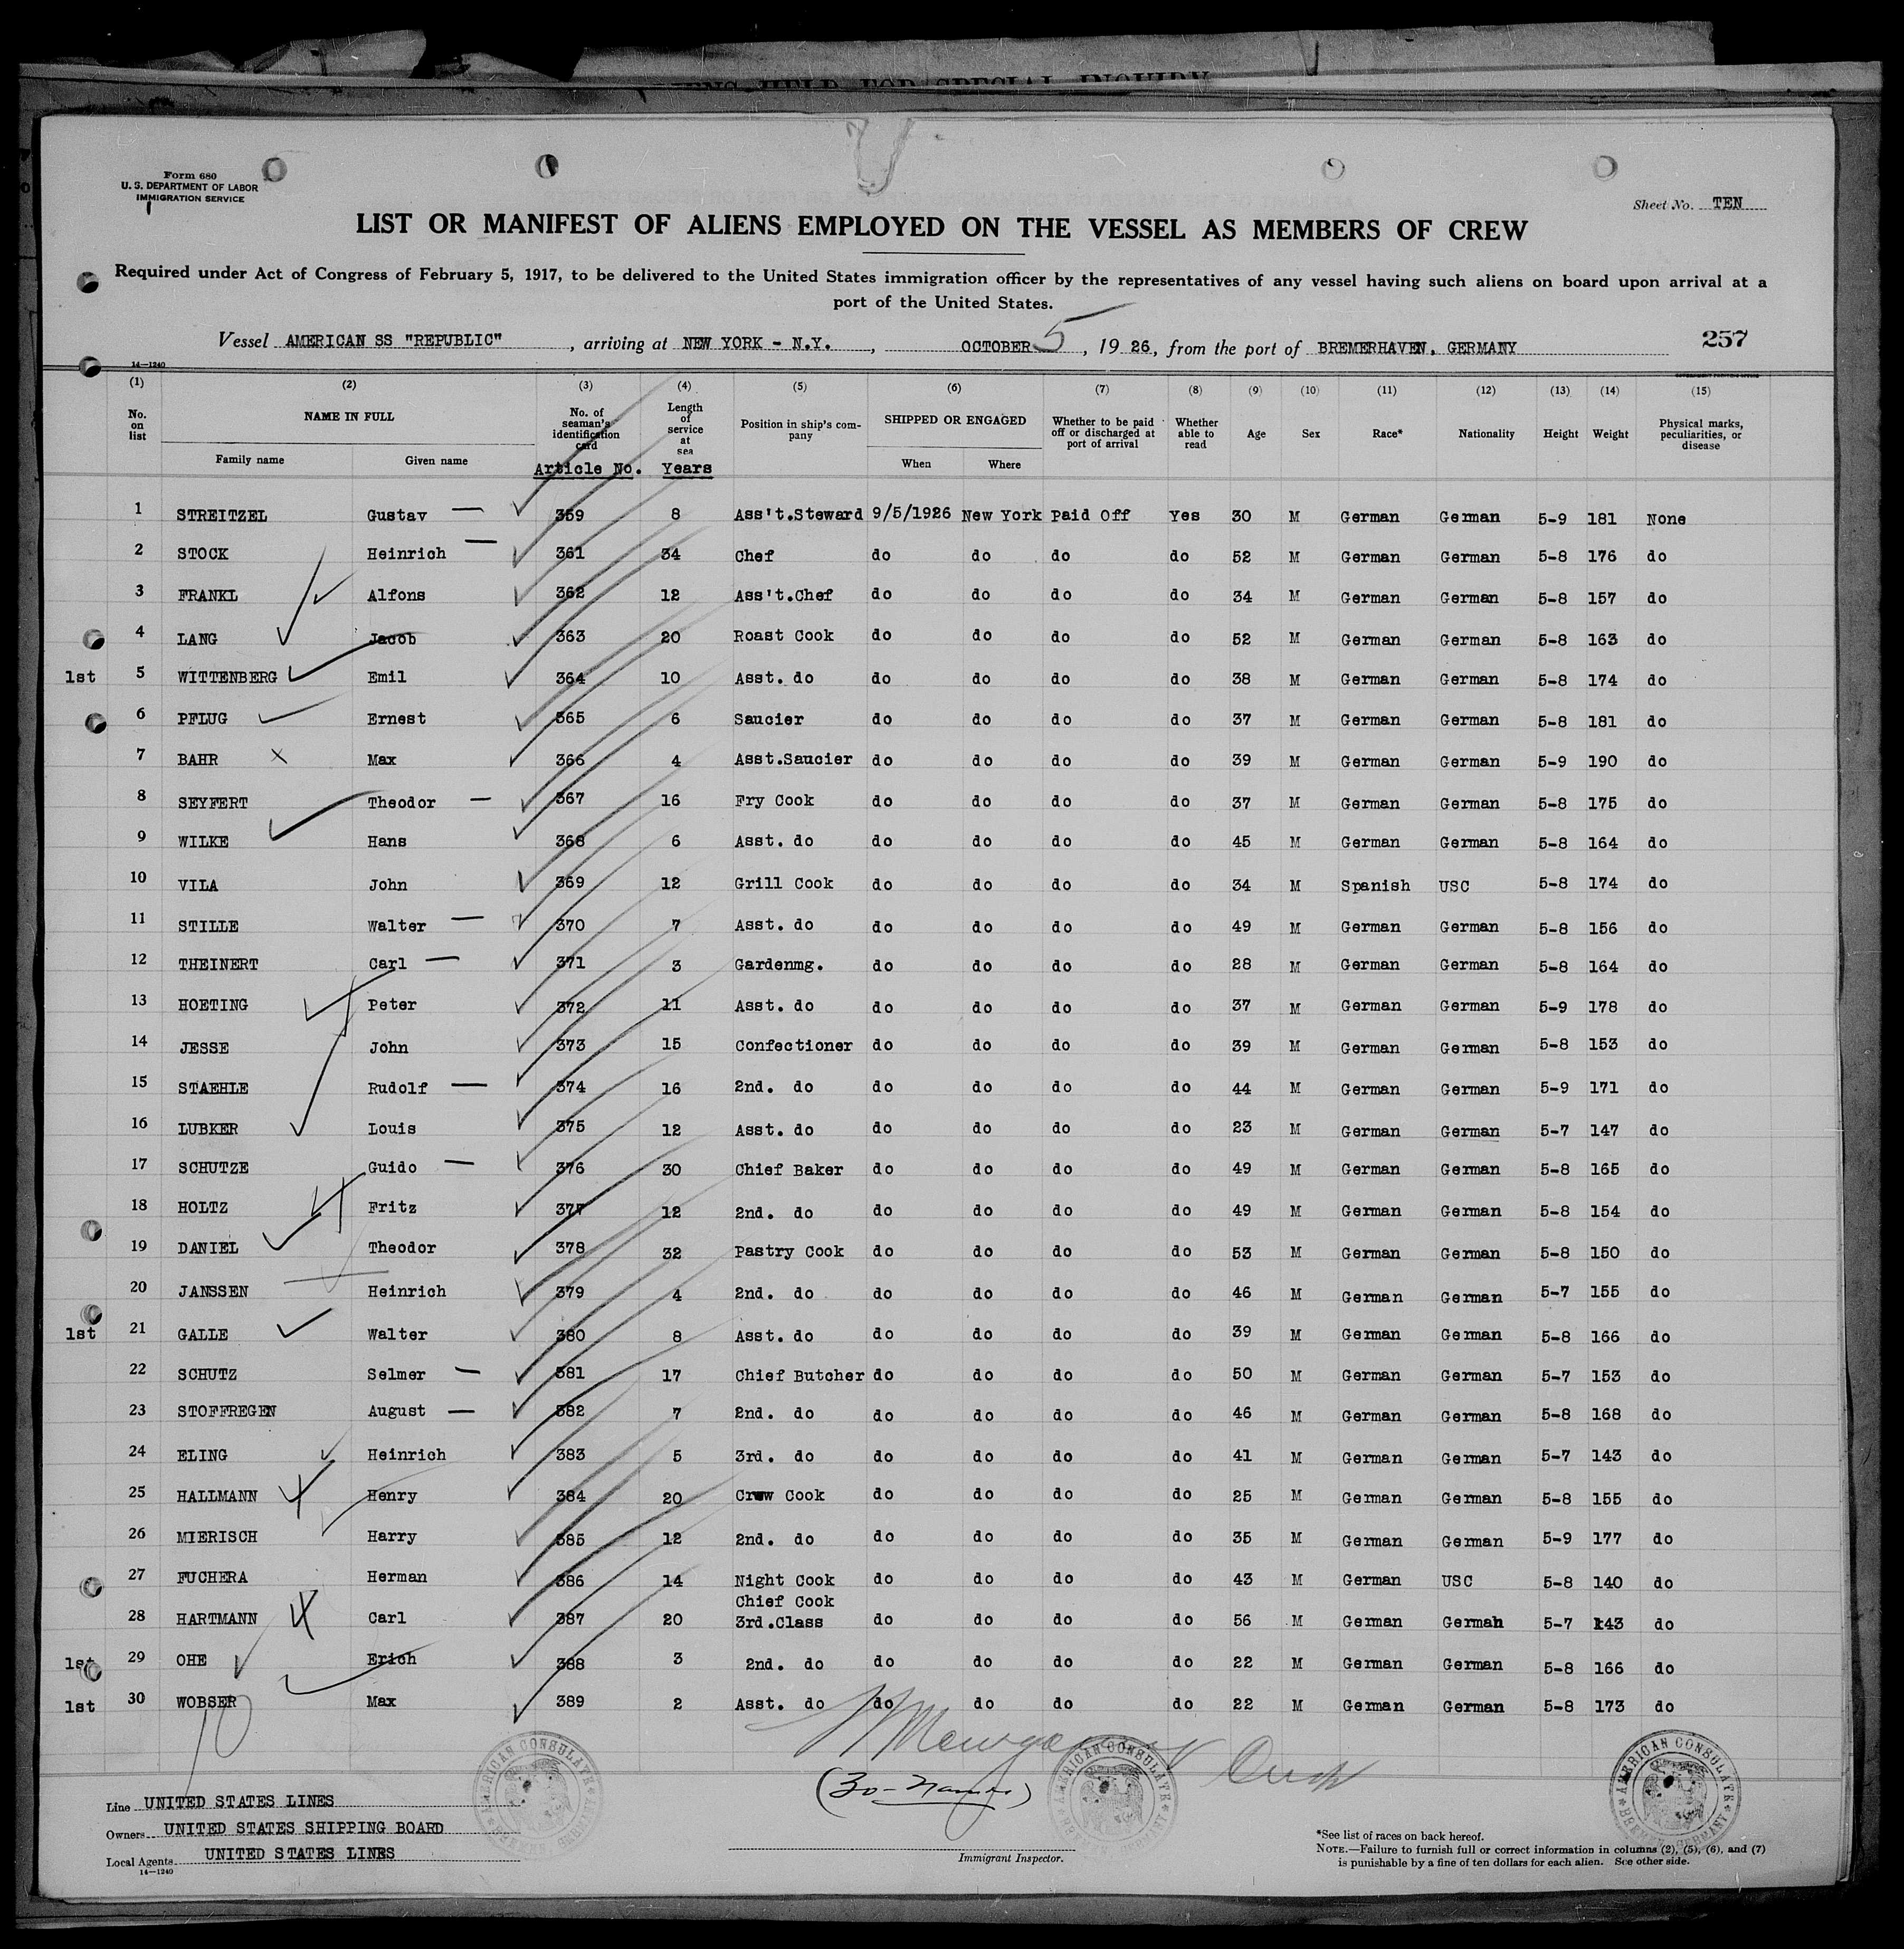 ENS HELD FOR SPECIAL INQUIRY
Form 680
U. S. DEPARTMENT OF LABOR
IMMIGRATION SERVICE
Sheet No. TEN
LIST OR MANIFEST OF ALIENS EMPLOYED ON THE VESSEL AS MEMBERS OF CREW
Required under Act of Congress of February 5, 1917, to be delivered to the United States immigration officer by the representatives of any vessel having such aliens on board upon arrival at a
port of the United States.
Vessel AMERICAN SS "REPUBLIC", arriving at NEW YORK - N.Y., OCTOBER 5, 1926, from the port of BREMERHAVEN, GERMANY 257
14—1240
(1) (2) (3) (4) (5) (6) (7) (8) (9) (10) (11) (12) (13) (14) (15)
No. on list NAME IN FULL Family name Given name No. of seaman's identification card Article No. Length of service at sea Years Position in ship's company SHIPPED OR ENGAGED When Where Whether to be paid off or discharged at port of arrival Whether able to read Age Sex Race* Nationality Height Weight Physical marks, peculiarities, or disease
1 STREITZEL Gustav — 359 8 Ass't.Steward 9/5/1926 New York Paid Off Yes 30 M German German 5-9 181 None
2 STOCK Heinrich — 361 34 Chef do do do do 52 M German German 5-8 176 do
3 FRANKL Alfons 362 12 Ass't.Chef do do do do 34 M German German 5-8 157 do
4 LANG Jacob 363 20 Roast Cook do do do do 52 M German German 5-8 163 do
1st 5 WITTENBERG Emil 364 10 Asst. do do do do do 38 M German German 5-8 174 do
6 PFLUG Ernest 365 6 Saucier do do do do 37 M German German 5-8 181 do
7 BAHR x Max 366 4 Asst.Saucier do do do do 39 M German German 5-9 190 do
8 SEYFERT Theodor — 367 16 Fry Cook do do do do 37 M German German 5-8 175 do
9 WILKE Hans 368 6 Asst. do do do do do 45 M German German 5-8 164 do
10 VILA John 369 12 Grill Cook do do do do 34 M Spanish USC 5-8 174 do
11 STILLE Walter — 370 7 Asst. do do do do do 49 M German German 5-8 156 do
12 THEINERT Carl — 371 3 Gardenmg. do do do do 28 M German German 5-8 164 do
13 HOETING Peter 372 11 Asst. do do do do do 37 M German German 5-9 178 do
14 JESSE John 373 15 Confectioner do do do do 39 M German German 5-8 153 do
15 STAEHLE Rudolf — 374 16 2nd. do do do do do 44 M German German 5-9 171 do
16 LUBKER Louis 375 12 Asst. do do do do do 23 M German German 5-7 147 do
17 SCHUTZE Guido — 376 30 Chief Baker do do do do 49 M German German 5-8 165 do
18 HOLTZ Fritz 377 12 2nd. do do do do do 49 M German German 5-8 154 do
19 DANIEL Theodor 378 32 Pastry Cook do do do do 53 M German German 5-8 150 do
20 JANSSEN Heinrich 379 4 2nd. do do do do do 46 M German German 5-7 155 do
1st 21 GALLE Walter 380 8 Asst. do do do do do 39 M German German 5-8 166 do
22 SCHUTZ Selmer — 381 17 Chief Butcher do do do do 50 M German German 5-7 153 do
23 STOFFREGEN August — 382 7 2nd. do do do do do 46 M German German 5-8 168 do
24 ELING Heinrich 383 5 3rd. do do do do do 41 M German German 5-7 143 do
25 HALLMANN Henry 384 20 Crew Cook do do do do 25 M German German 5-8 155 do
26 MIERISCH Harry 385 12 2nd. do do do do do 35 M German German 5-9 177 do
27 FUCHERA Herman 386 14 Night Cook do do do do 43 M German USC 5-8 140 do
28 HARTMANN Carl 387 20 Chief Cook 3rd.Class do do do do 56 M German German 5-7 143 do
1st 29 OHE Erich 388 3 2nd. do do do do do 22 M German German 5-8 166 do
1st 30 WOBSER Max 389 2 Asst. do do do do do 22 M German German 5-8 173 do
10
(30-Names)
AMERICAN CONSULATE
AMERICAN CONSULATE
AMERICAN CONSULATE BREMEN, GERMANY
Line UNITED STATES LINES
Owners UNITED STATES SHIPPING BOARD
Local Agents UNITED STATES LINES
14—1240
Immigrant Inspector.
*See list of races on back hereof.
NOTE.—Failure to furnish full or correct information in columns (2), (5), (6), and (7)
is punishable by a fine of ten dollars for each alien. See other side.